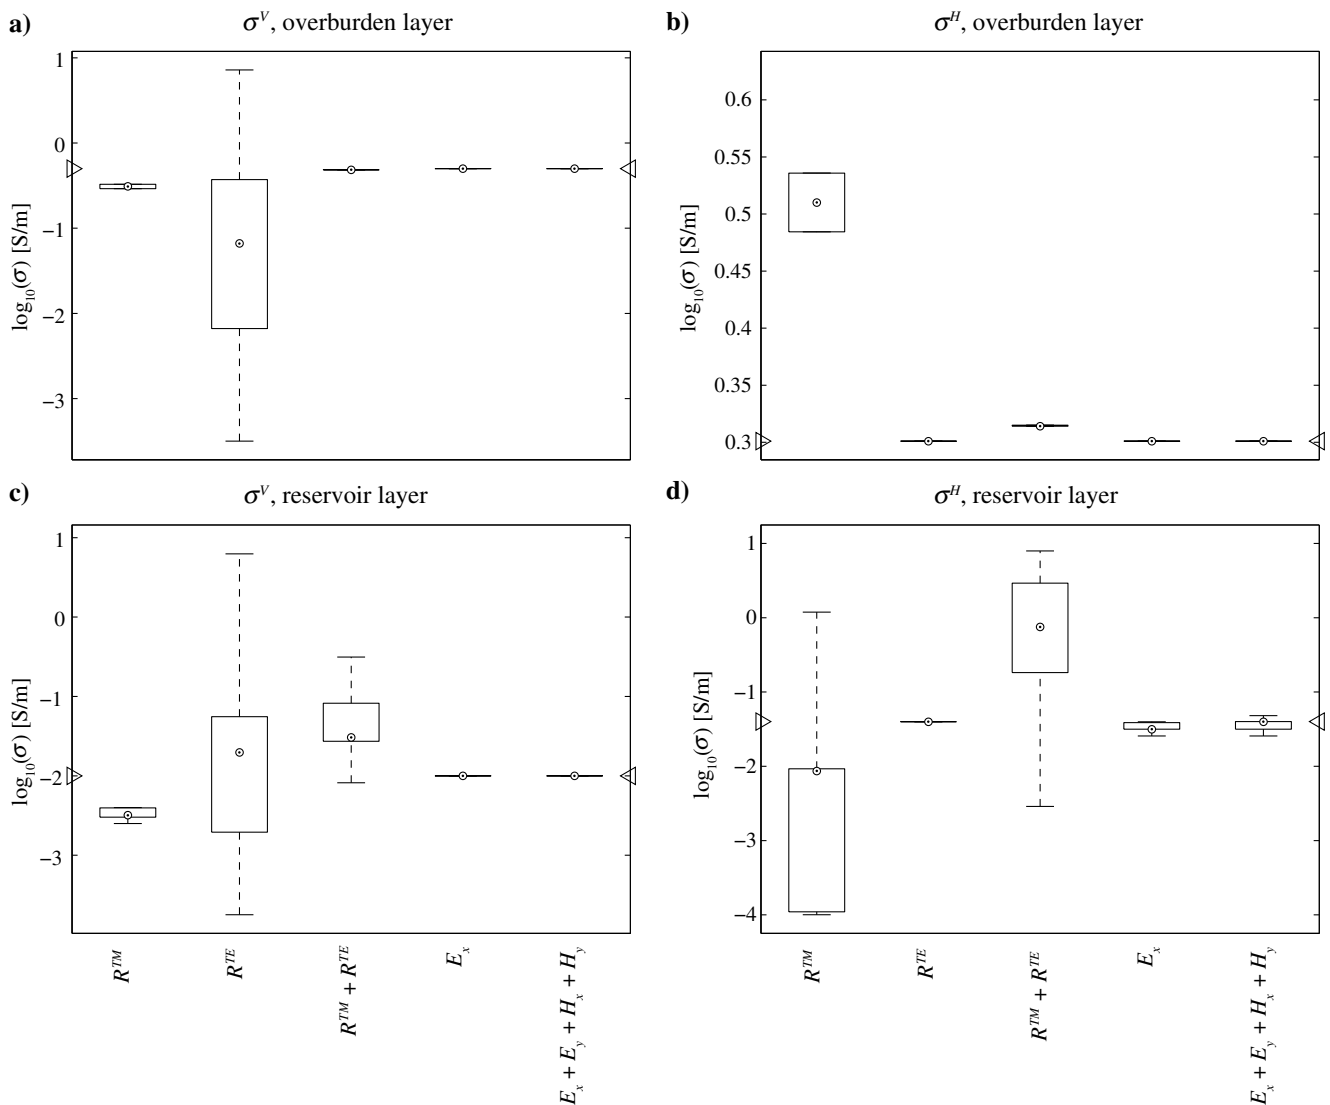 a) σ^V, overburden layer
1
0
−1
−2
−3
log₁₀(σ) [S/m]
b) σ^H, overburden layer
0.6
0.55
0.5
0.45
0.4
0.35
0.3
log₁₀(σ) [S/m]
c) σ^V, reservoir layer
1
0
−1
−2
−3
log₁₀(σ) [S/m]
R^TM
R^TE
R^TM + R^TE
E_x
E_x + E_y + H_x + H_y
d) σ^H, reservoir layer
1
0
−1
−2
−3
−4
log₁₀(σ) [S/m]
R^TM
R^TE
R^TM + R^TE
E_x
E_x + E_y + H_x + H_y